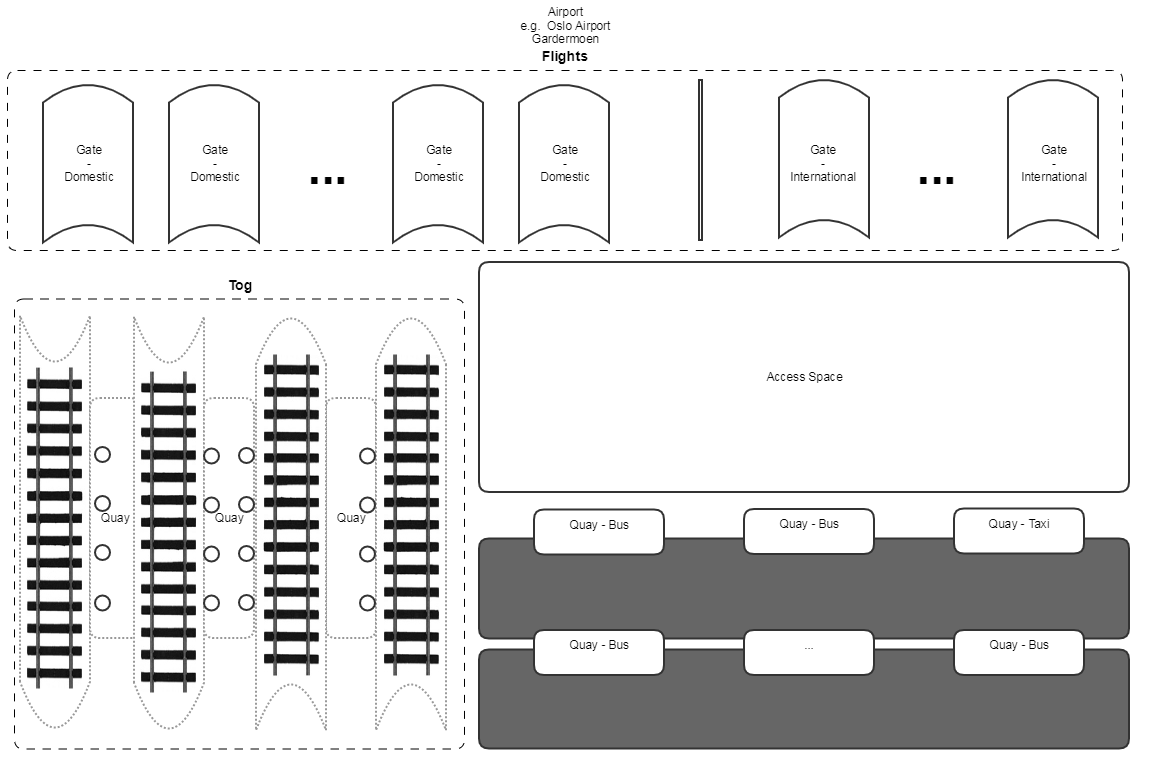 Airport
e.g.  Oslo Airport
Gardermoen
Flights
Gate
-
Domestic
Gate
-
Domestic
...
Gate
-
Domestic
Gate
-
Domestic
Gate
-
International
...
Gate
-
International
Tog
Quay
Quay
Quay
Access Space
Quay - Bus
Quay - Bus
Quay - Taxi
Quay - Bus
...
Quay - Bus